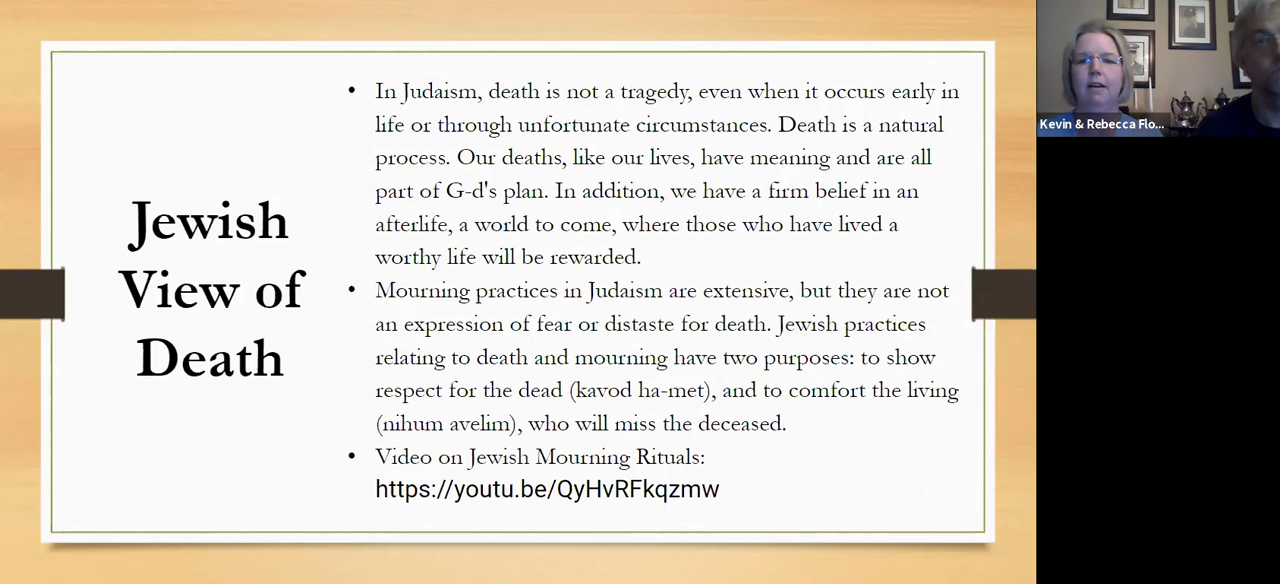 Jewish
View of
Death
• In Judaism, death is not a tragedy, even when it occurs early in
life or through unfortunate circumstances. Death is a natural
process. Our deaths, like our lives, have meaning and are all
part of G-d's plan. In addition, we have a firm belief in an
afterlife, a world to come, where those who have lived a
worthy life will be rewarded.
• Mourning practices in Judaism are extensive, but they are not
an expression of fear or distaste for death. Jewish practices
relating to death and mourning have two purposes: to show
respect for the dead (kavod ha-met), and to comfort the living
(nihum avelim), who will miss the deceased.
• Video on Jewish Mourning Rituals:
https://youtu.be/QyHvRFkqzmw
Kevin & Rebecca Flo...